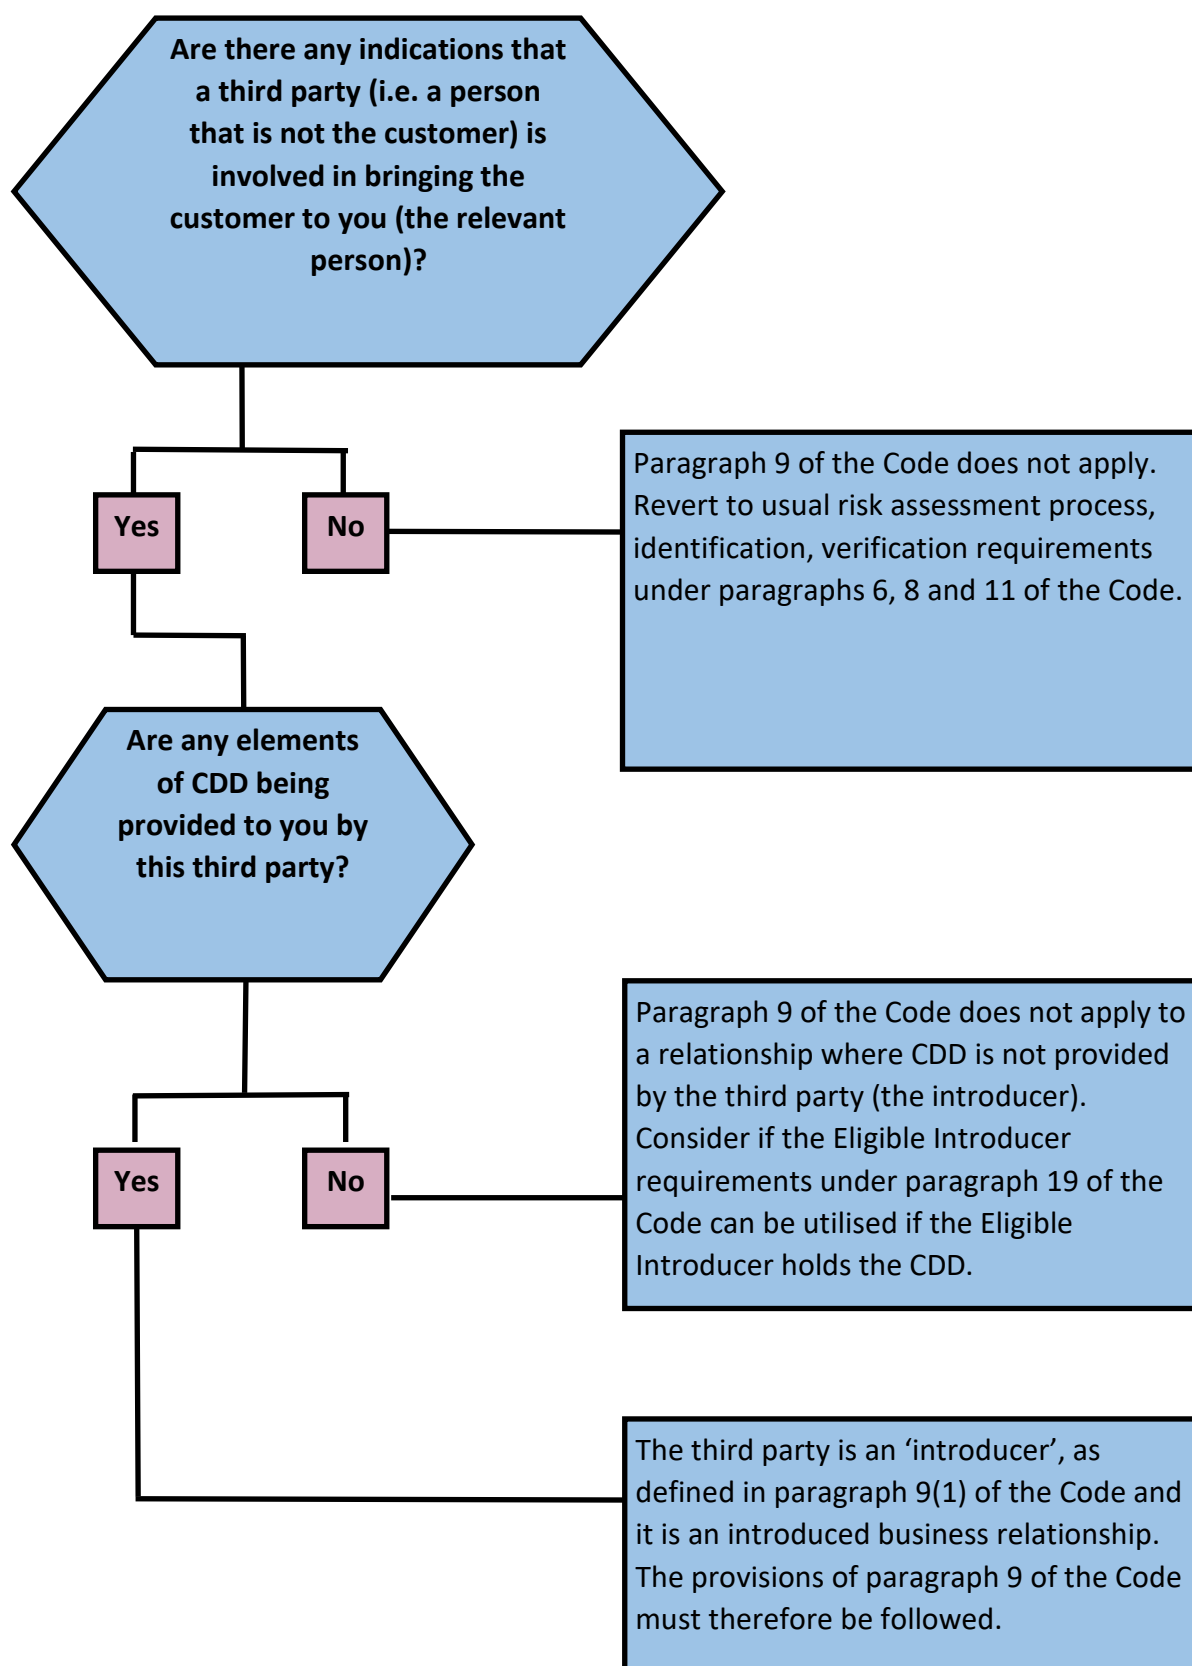 Are there any indications that
a third party (i.e. a person
that is not the customer) is
involved in bringing the
customer to you (the relevant
person)?
Yes
No
Paragraph 9 of the Code does not apply.
Revert to usual risk assessment process,
identification, verification requirements
under paragraphs 6, 8 and 11 of the Code.
Are any elements
of CDD being
provided to you by
this third party?
Yes
No
Paragraph 9 of the Code does not apply to
a relationship where CDD is not provided
by the third party (the introducer).
Consider if the Eligible Introducer
requirements under paragraph 19 of the
Code can be utilised if the Eligible
Introducer holds the CDD.
The third party is an ‘introducer’, as
defined in paragraph 9(1) of the Code and
it is an introduced business relationship.
The provisions of paragraph 9 of the Code
must therefore be followed.